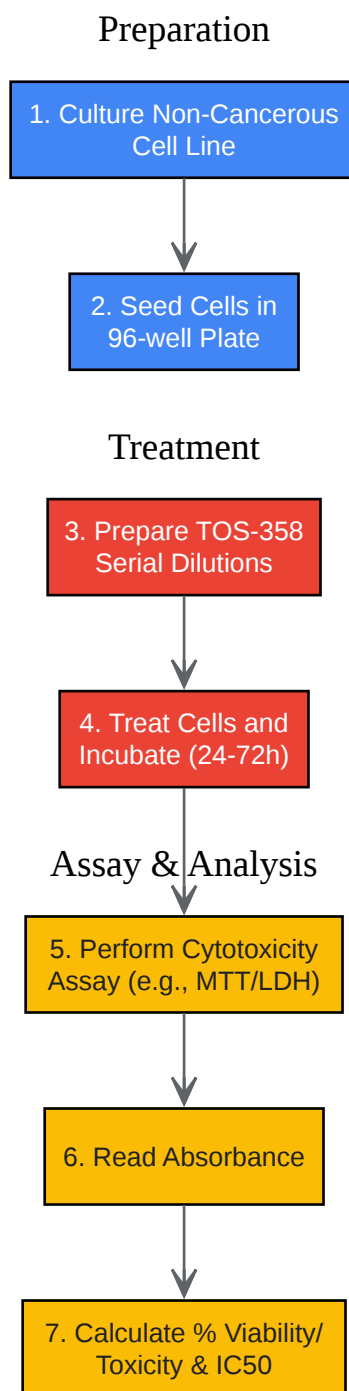 Preparation
1. Culture Non-Cancerous
Cell Line
2. Seed Cells in
96-well Plate
Treatment
3. Prepare TOS-358
Serial Dilutions
4. Treat Cells and
Incubate (24-72h)
Assay & Analysis
5. Perform Cytotoxicity
Assay (e.g., MTT/LDH)
6. Read Absorbance
7. Calculate % Viability/
Toxicity & IC50